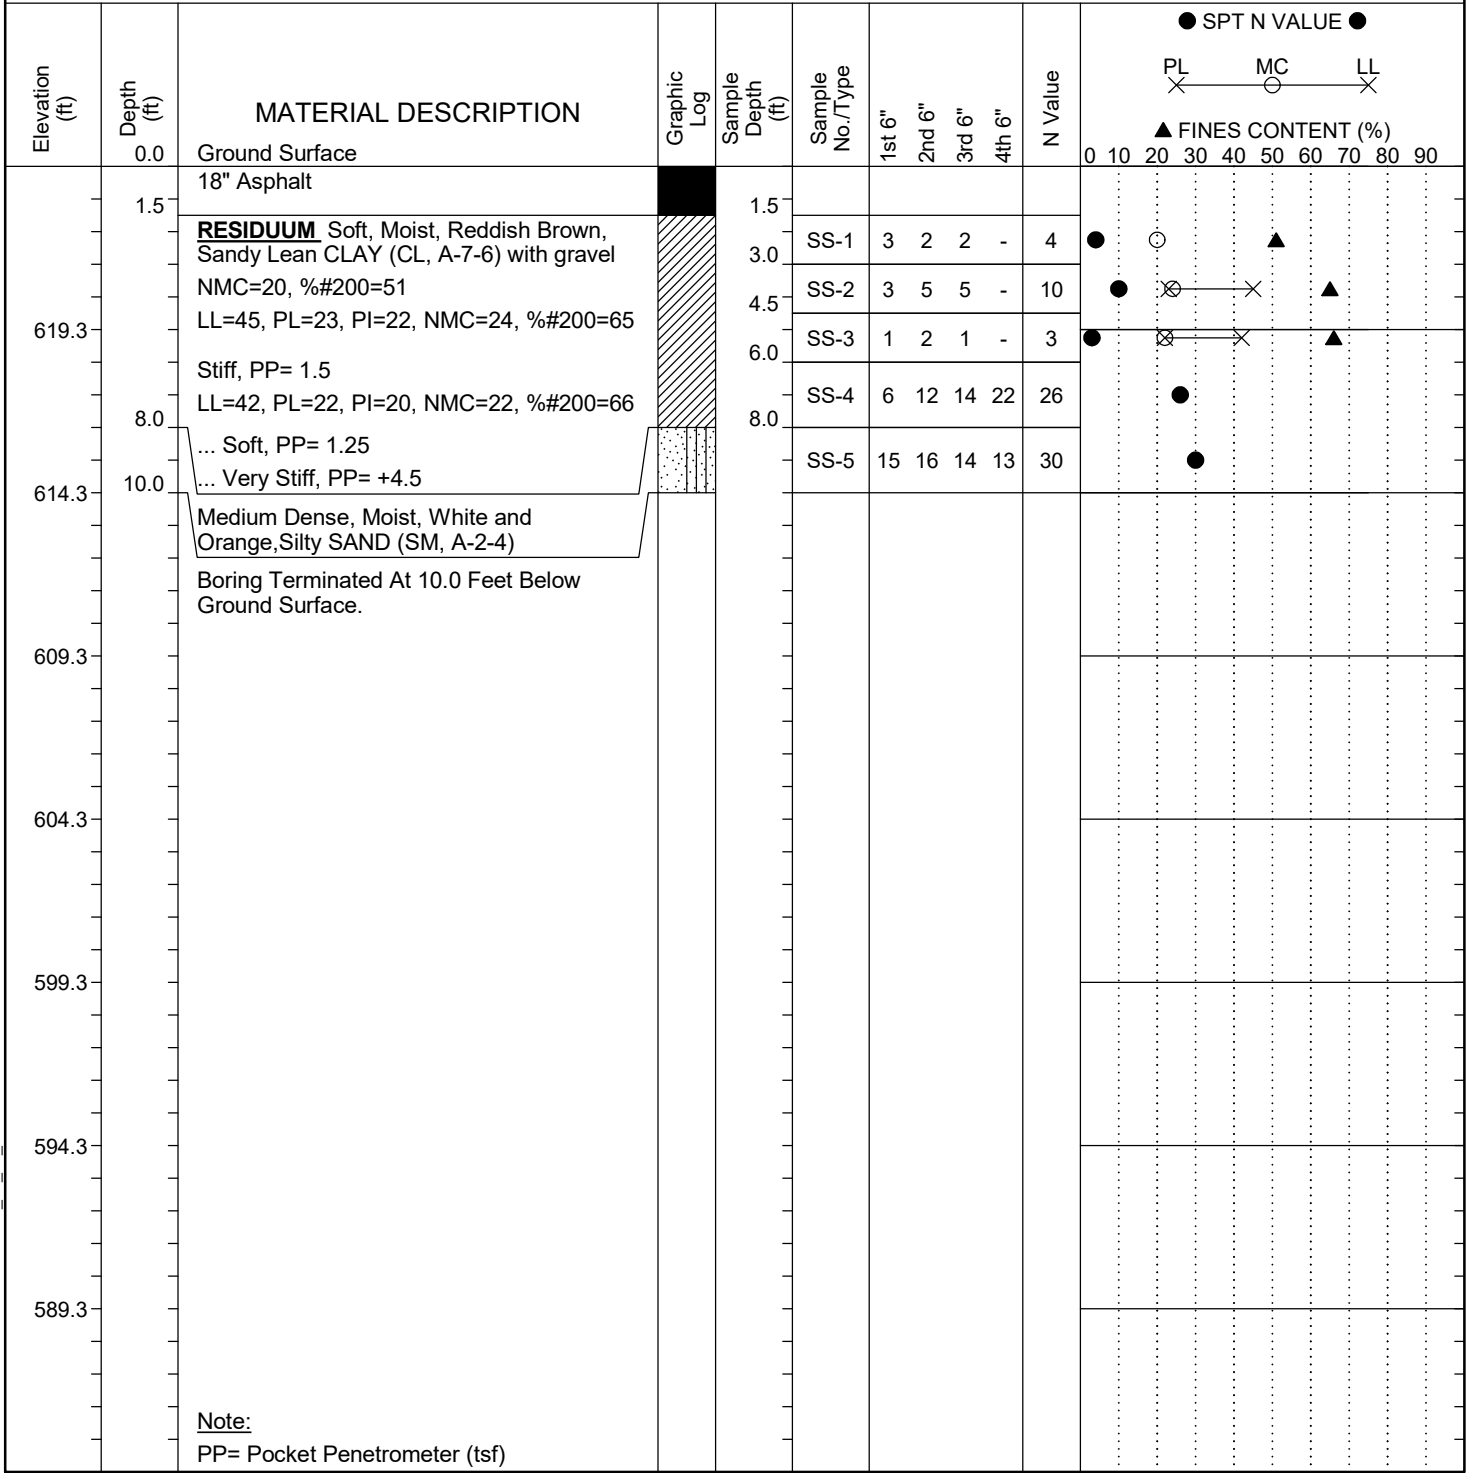 Elevation
(ft)
Depth
(ft)
0.0
MATERIAL DESCRIPTION
Ground Surface
Graphic
Log
Sample
Depth
(ft)
Sample
No./Type
1st 6"
2nd 6"
3rd 6"
4th 6"
N Value
SPT N VALUE
PL MC LL
FINES CONTENT (%)
0 10 20 30 40 50 60 70 80 90
18" Asphalt
1.5 1.5
RESIDUUM Soft, Moist, Reddish Brown,
Sandy Lean CLAY (CL, A-7-6) with gravel
SS-1 3 2 2 - 4
3.0
NMC=20, %#200=51
SS-2 3 5 5 - 10
4.5
LL=45, PL=23, PI=22, NMC=24, %#200=65
619.3
SS-3 1 2 1 - 3
6.0
Stiff, PP= 1.5
SS-4 6 12 14 22 26
LL=42, PL=22, PI=20, NMC=22, %#200=66
8.0 8.0
... Soft, PP= 1.25
SS-5 15 16 14 13 30
... Very Stiff, PP= +4.5
10.0
614.3
Medium Dense, Moist, White and
Orange,Silty SAND (SM, A-2-4)
Boring Terminated At 10.0 Feet Below
Ground Surface.
609.3
604.3
599.3
594.3
589.3
Note:
PP= Pocket Penetrometer (tsf)